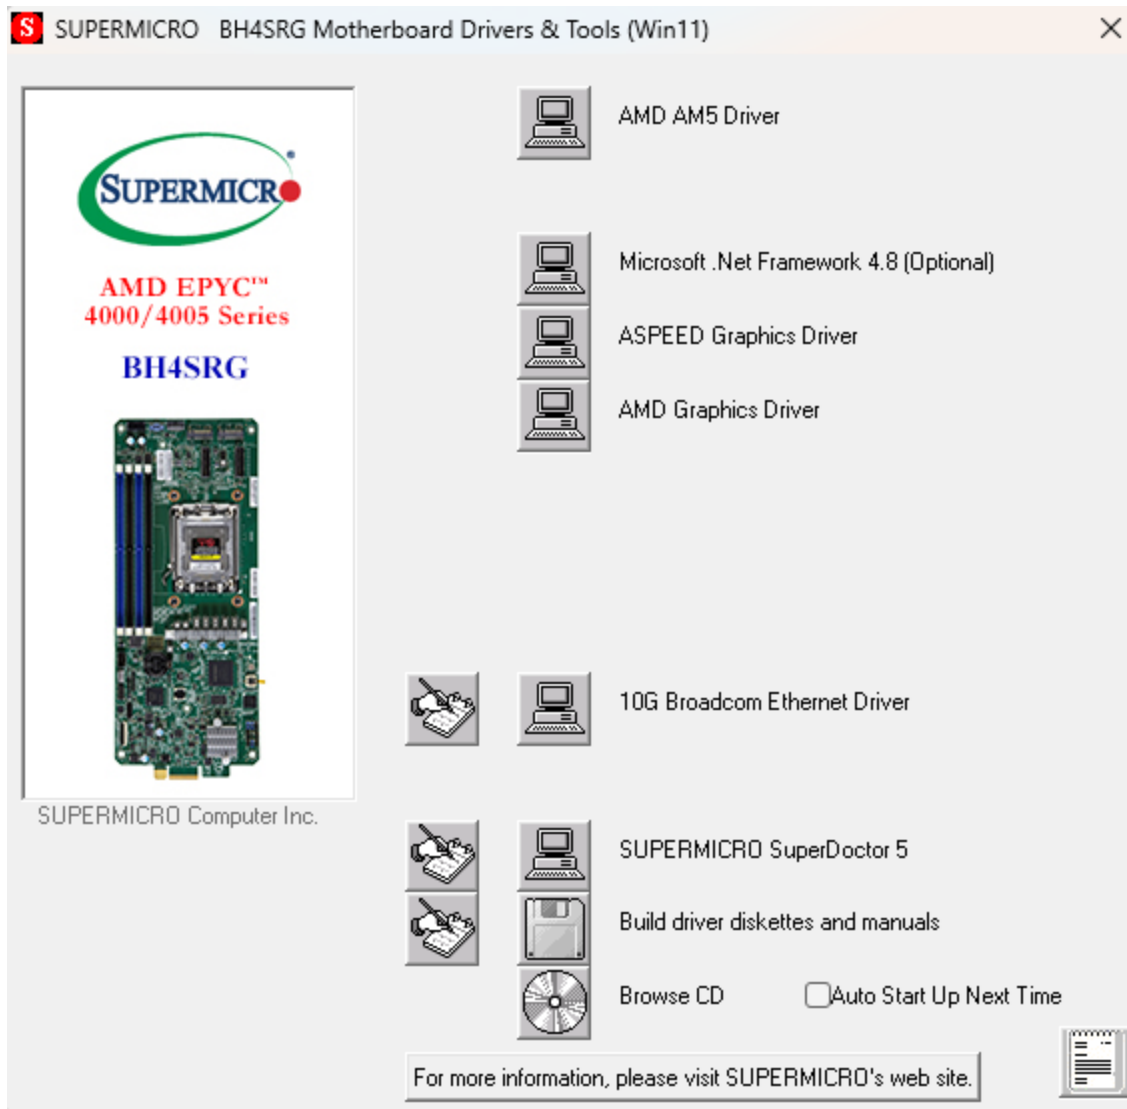 S SUPERMICRO BH4SRG Motherboard Drivers & Tools (Win11)
SUPERMICRO ®
AMD EPYC™
4000/4005 Series
BH4SRG
SUPERMICRO Computer Inc.
AMD AM5 Driver
Microsoft .Net Framework 4.8 (Optional)
ASPEED Graphics Driver
AMD Graphics Driver
10G Broadcom Ethernet Driver
SUPERMICRO SuperDoctor 5
Build driver diskettes and manuals
Browse CD
Auto Start Up Next Time
For more information, please visit SUPERMICRO's web site.